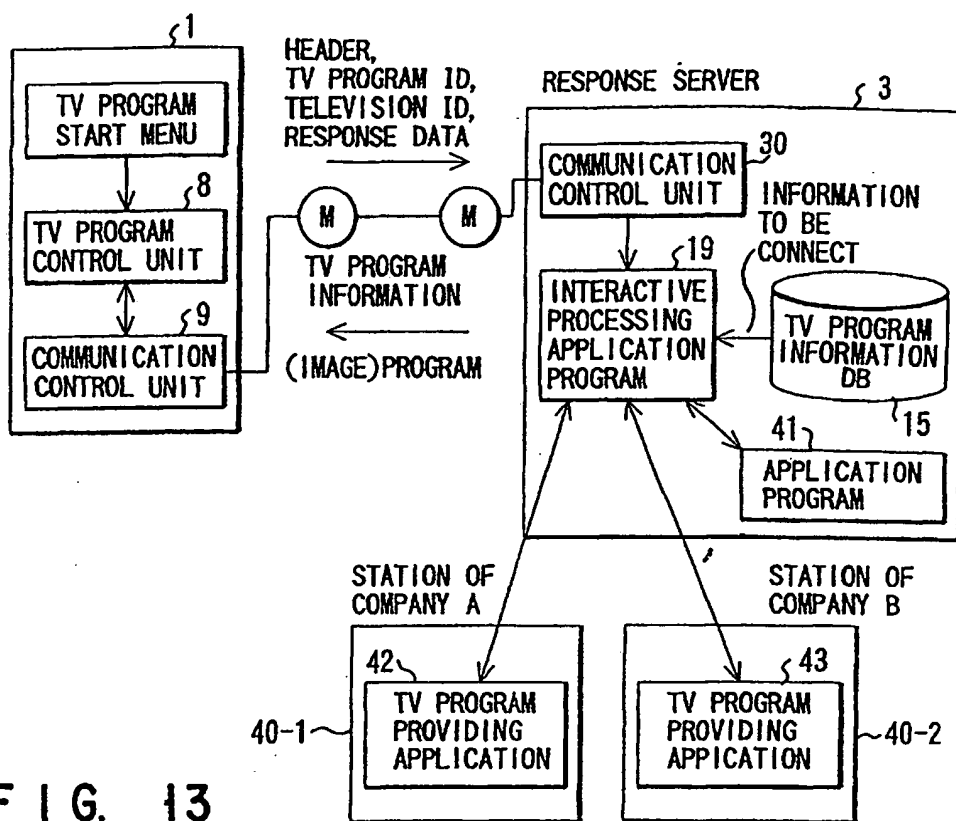 1
TV PROGRAM
START MENU
8
TV PROGRAM
CONTROL UNIT
9
COMMUNICATION
CONTROL UNIT
HEADER,
TV PROGRAM ID,
TELEVISION ID,
RESPONSE DATA
M
M
TV PROGRAM
INFORMATION
(IMAGE)PROGRAM
RESPONSE SERVER
3
COMMUNICATION
CONTROL UNIT
30
INFORMATION
TO BE
CONNECT
19
INTERACTIVE
PROCESSING
APPLICATION
PROGRAM
TV PROGRAM
INFORMATION
DB
15
41
APPLICATION
PROGRAM
STATION OF
COMPANY A
42
TV PROGRAM
PROVIDING
APPLICATION
40-1
STATION OF
COMPANY B
43
TV PROGRAM
PROVIDING
APPICATION
40-2
FIG. 13